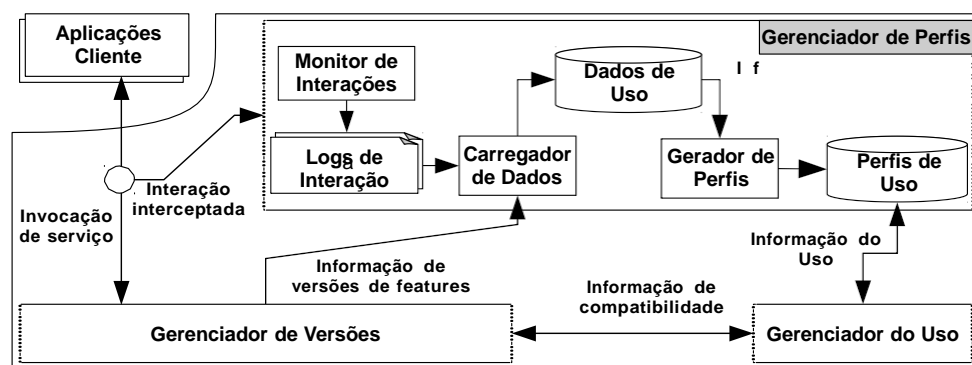 Aplicações
Cliente
Gerenciador de Perfis
Monitor de
Interações
Dados de
Uso
I f
Logs de
Interação
Carregador
de Dados
Gerador de
Perfis
Perfis de
Uso
Interação
interceptada
Invocação
de serviço
Informação de
versões de features
Informação do
Uso
Informação de
compatibilidade
Gerenciador de Versões
Gerenciador do Uso